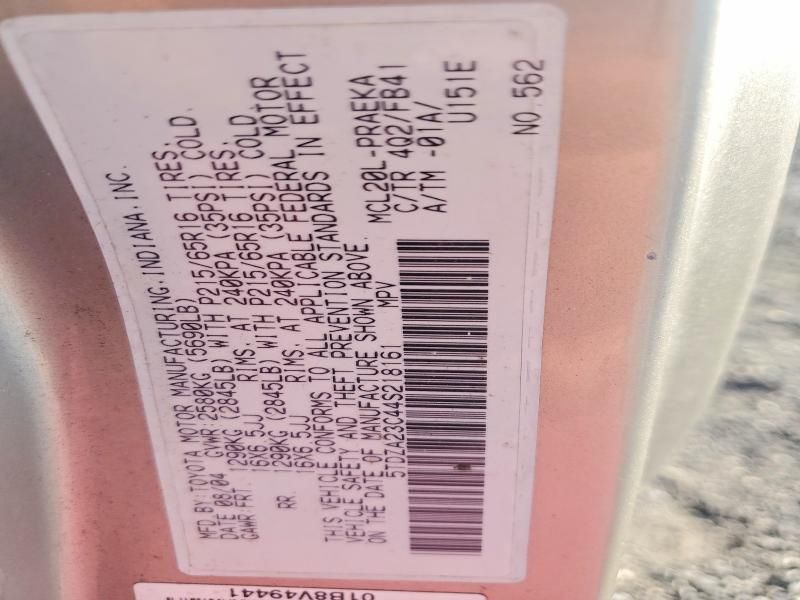 MFD. BY: TOYOTA MOTOR MANUFACTURING, INDIANA, INC.
DATE 08/04 GVWR: 2580KG (5690LB)
GAWR: FRT. 1290KG (2845LB) WITH P215/65R16 TIRES,
16X6.5JJ RIMS, AT 240KPA (35PSI) COLD.
RR. 1290KG (2845LB) WITH P215/65R16 TIRES,
16X6.5JJ RIMS, AT 240KPA (35PSI) COLD.
THIS VEHICLE CONFORMS TO ALL APPLICABLE FEDERAL MOTOR
VEHICLE SAFETY AND THEFT PREVENTION STANDARDS IN EFFECT
ON THE DATE OF MANUFACTURE SHOWN ABOVE.
5TDZA23C44S218161 MPV
MCL20L-PRAEKA
C/TR 4Q2/FB41
A/TM -01A/
U151E
NO. 562
01B8V49441